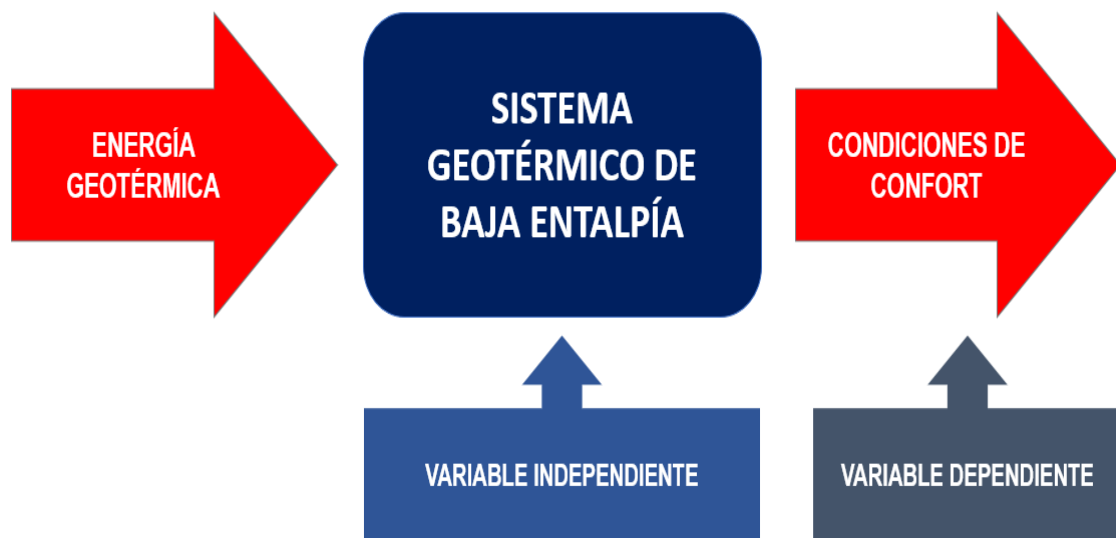 ENERGÍA
GEOTÉRMICA
SISTEMA
GEOTÉRMICO DE
BAJA ENTALPÍA
CONDICIONES DE
CONFORT
VARIABLE INDEPENDIENTE
VARIABLE DEPENDIENTE